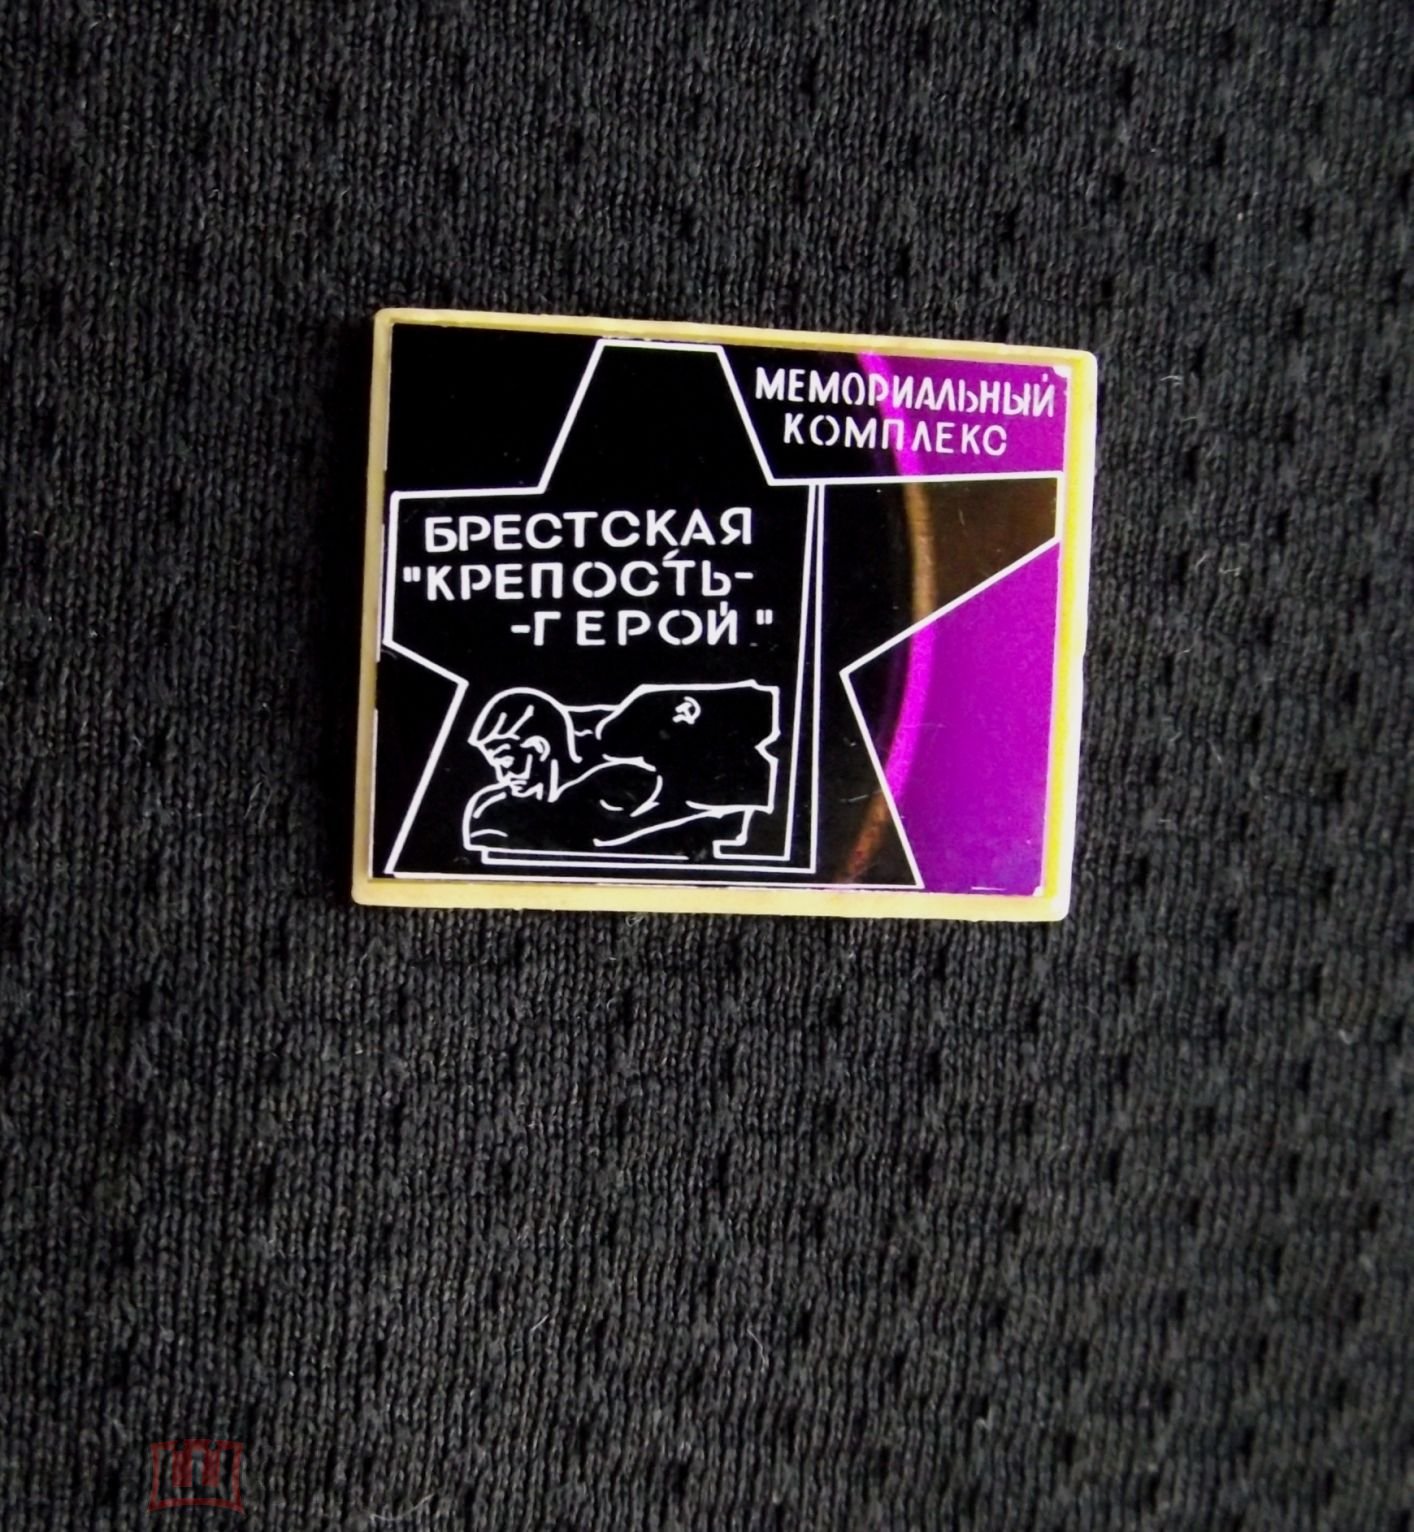 МЕМОРИАЛЬНЫЙ
КОМПЛЕКС
БРЕСТСКАЯ
"КРЕПОСТЬ-
-ГЕРОЙ"